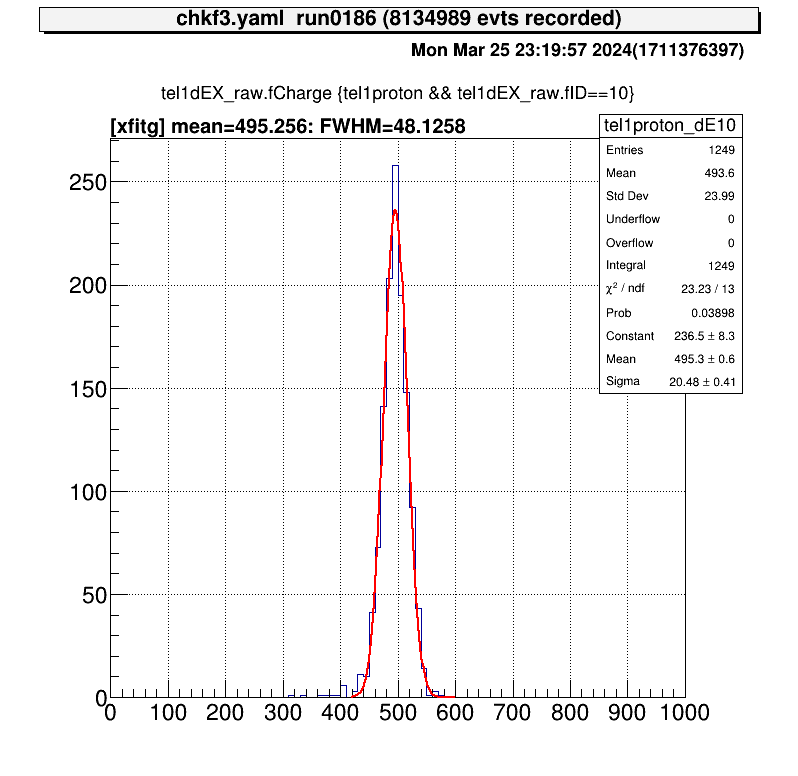 chkf3.yaml  run0186 (8134989 evts recorded)
Mon Mar 25 23:19:57 2024(1711376397)
tel1dEX_raw.fCharge {tel1proton && tel1dEX_raw.fID==10}
[xfitg] mean=495.256: FWHM=48.1258
tel1proton_dE10
Entries 1249
Mean 493.6
Std Dev 23.99
Underflow 0
Overflow 0
Integral 1249
χ² / ndf 23.23 / 13
Prob 0.03898
Constant 236.5 ± 8.3
Mean 495.3 ± 0.6
Sigma 20.48 ± 0.41
250
200
150
100
50
0
0 100 200 300 400 500 600 700 800 900 1000